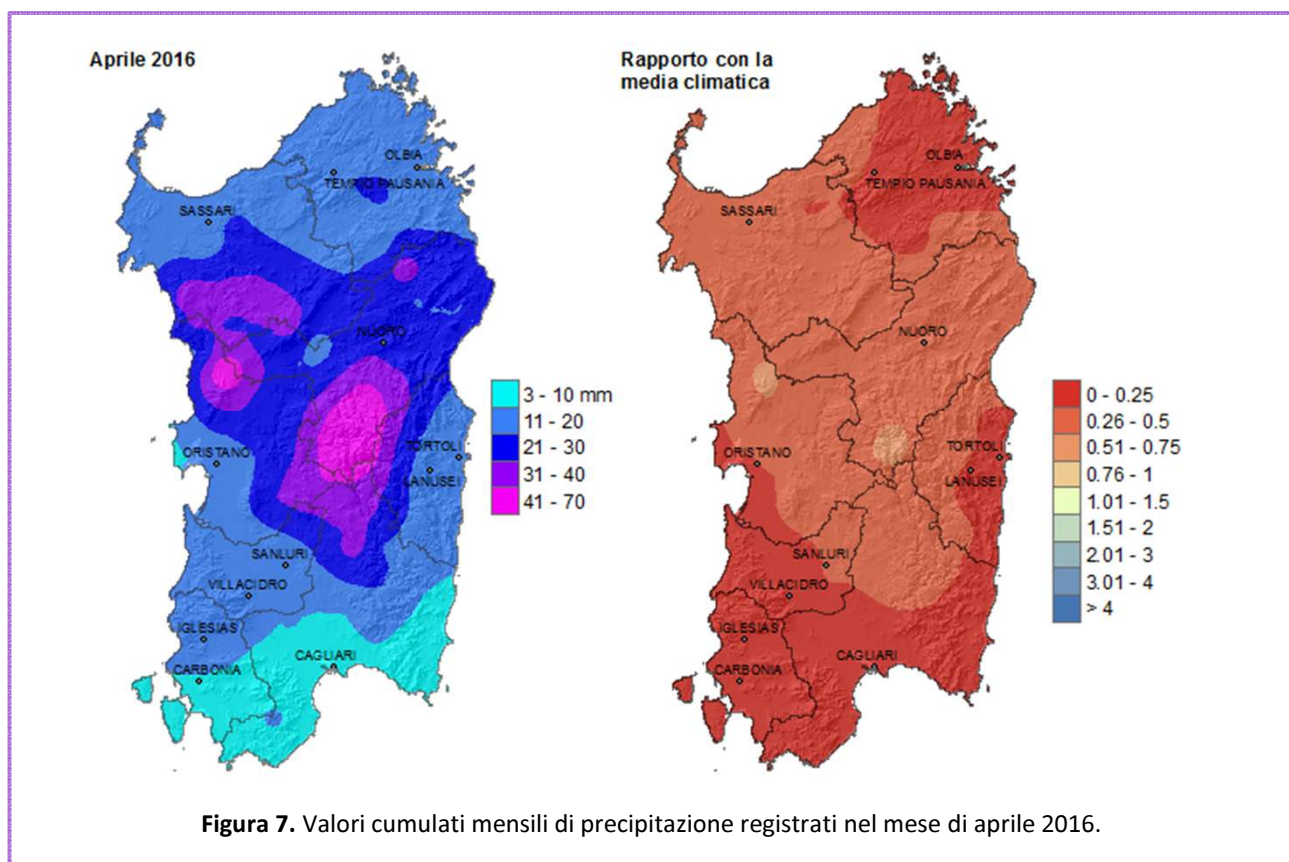 Aprile 2016
OLBIA
TEMPIO PAUSANIA
SASSARI
NUORO
ORISTANO
TORTOLI
LANUSEI
SANLURI
VILLACIDRO
IGLESIAS
CARBONIA
CAGLIARI
3 - 10 mm
11 - 20
21 - 30
31 - 40
41 - 70
Rapporto con la
media climatica
OLBIA
TEMPIO PAUSANIA
SASSARI
NUORO
ORISTANO
TORTOLI
LANUSEI
SANLURI
VILLACIDRO
IGLESIAS
CARBONIA
CAGLIARI
0 - 0.25
0.26 - 0.5
0.51 - 0.75
0.76 - 1
1.01 - 1.5
1.51 - 2
2.01 - 3
3.01 - 4
> 4
Figura 7. Valori cumulati mensili di precipitazione registrati nel mese di aprile 2016.